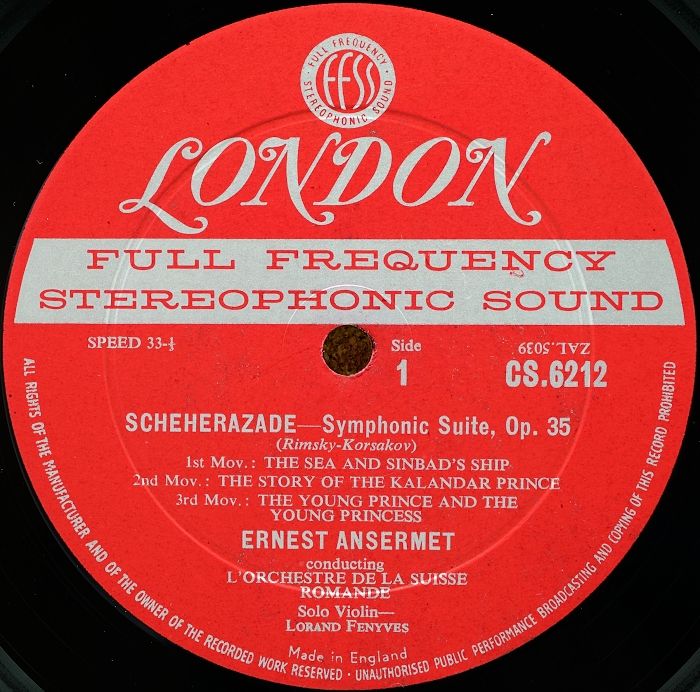 FULL FREQUENCY
FFSS
STEREOPHONIC SOUND
LONDON
FULL FREQUENCY
STEREOPHONIC SOUND
SPEED 33-⅓
Side
1
ZAL.5039
CS.6212
SCHEHERAZADE—Symphonic Suite, Op. 35
(Rimsky-Korsakov)
1st Mov.: THE SEA AND SINBAD'S SHIP
2nd Mov.: THE STORY OF THE KALANDAR PRINCE
3rd Mov.: THE YOUNG PRINCE AND THE
YOUNG PRINCESS
ERNEST ANSERMET
conducting
L'ORCHESTRE DE LA SUISSE
ROMANDE
Solo Violin—
LORAND FENYVES
Made in England
ALL RIGHTS OF THE MANUFACTURER AND OF THE OWNER OF THE RECORDED WORK RESERVED · UNAUTHORISED PUBLIC PERFORMANCE BROADCASTING AND COPYING OF THIS RECORD PROHIBITED